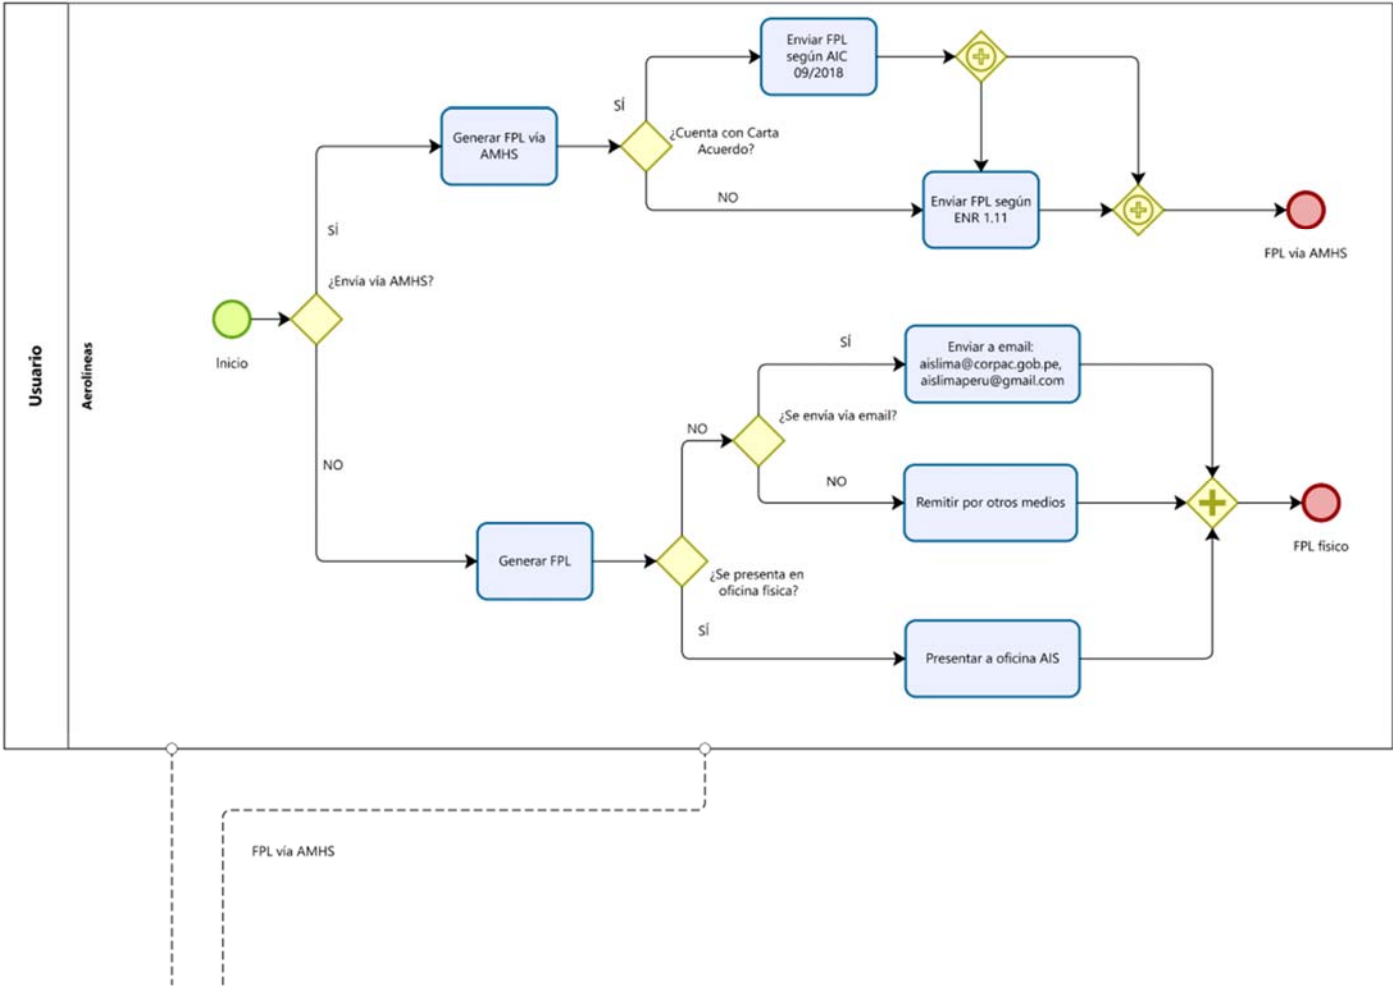 Usuario
Aerolíneas
Inicio
¿Envía vía AMHS?
SÍ
NO
Generar FPL vía
AMHS
¿Cuenta con Carta
Acuerdo?
SÍ
NO
Enviar FPL
según AIC
09/2018
Enviar FPL según
ENR 1.11
FPL vía AMHS
Generar FPL
¿Se presenta en
oficina física?
NO
SÍ
¿Se envía vía email?
SÍ
NO
Enviar a email:
aislima@corpac.gob.pe,
aislimaperu@gmail.com
Remitir por otros medios
Presentar a oficina AIS
FPL físico
FPL vía AMHS